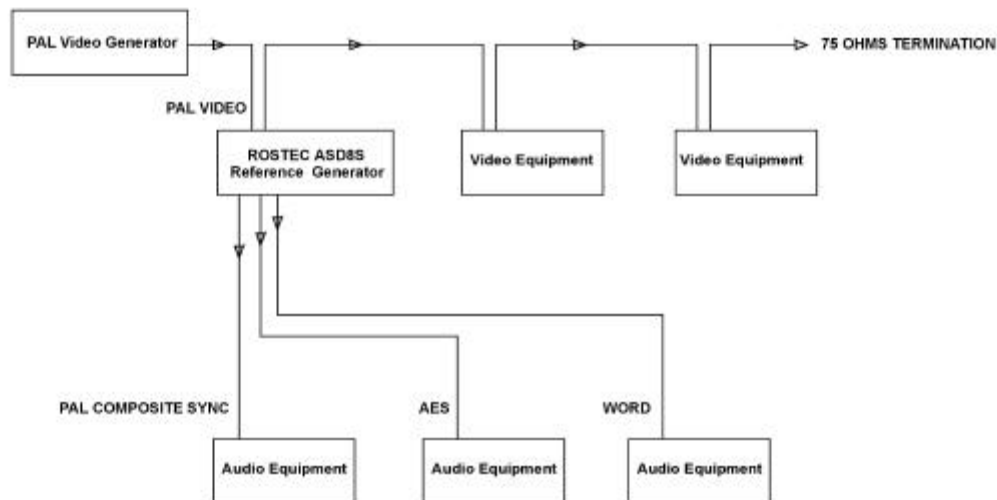 PAL Video Generator
75 OHMS TERMINATION
PAL VIDEO
ROSTEC ASD8S
Reference Generator
Video Equipment
Video Equipment
PAL COMPOSITE SYNC
AES
WORD
Audio Equipment
Audio Equipment
Audio Equipment